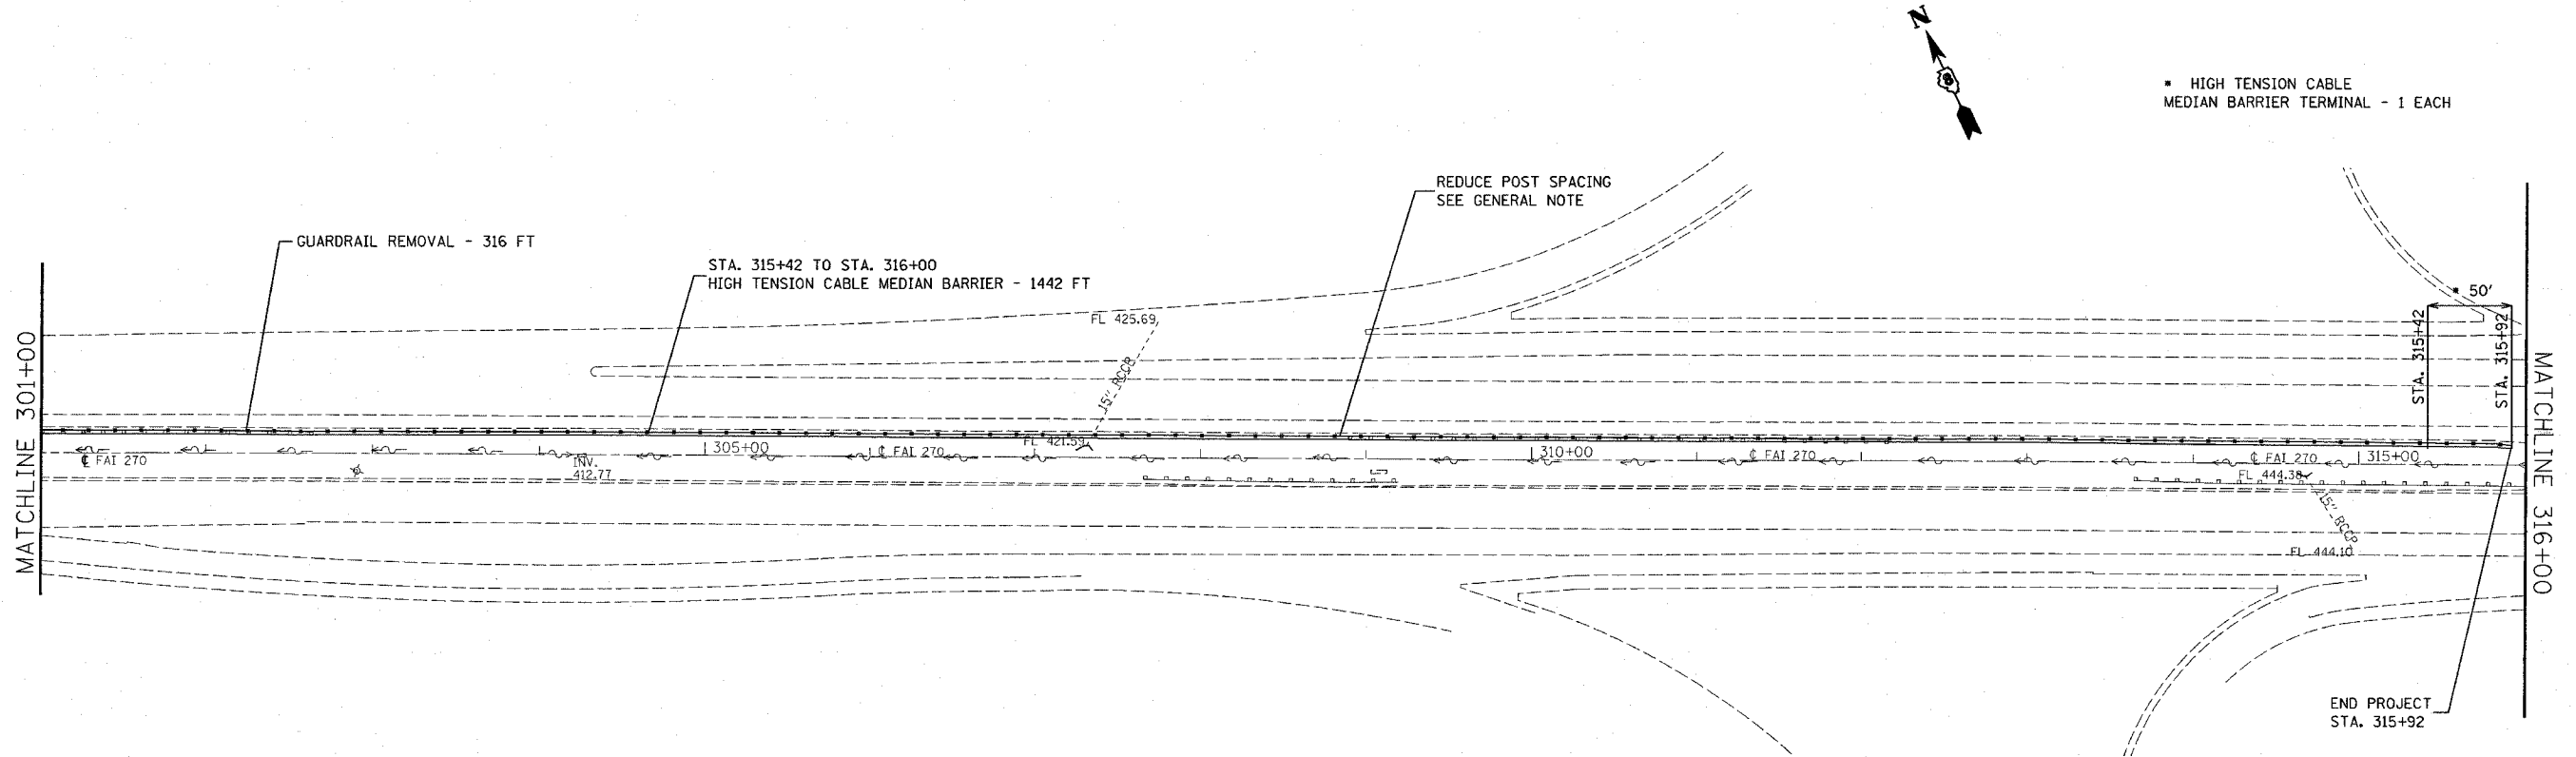 N
* HIGH TENSION CABLE
MEDIAN BARRIER TERMINAL - 1 EACH
REDUCE POST SPACING
SEE GENERAL NOTE
GUARDRAIL REMOVAL - 316 FT
STA. 315+42 TO STA. 316+00
HIGH TENSION CABLE MEDIAN BARRIER - 1442 FT
* 50'
FL 425.69
15" RCCP
STA. 315+42
STA. 315+92
MATCHLINE 301+00
MATCHLINE 316+00
FL 421.59
305+00
310+00
315+00
℄ FAI 270
℄ FAI 270
℄ FAI 270
℄ FAI 270
INV.
412.77
FL 444.38
15" RCCP
FL 444.10
END PROJECT
STA. 315+92